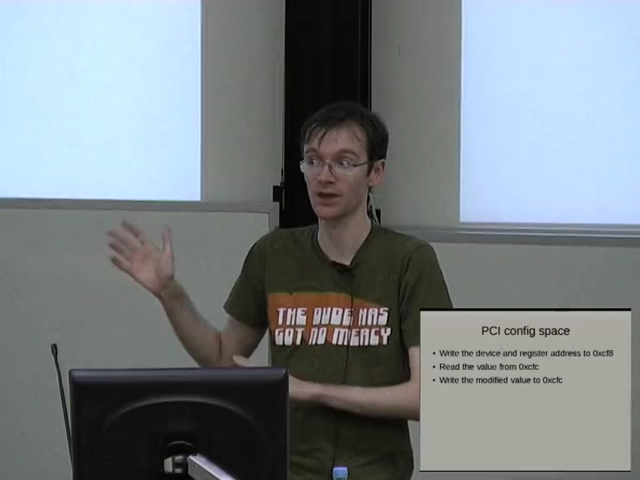 THE DUDE HAS
GOT NO MERCY
PCI config space
• Write the device and register address to 0xcf8
• Read the value from 0xcfc
• Write the modified value to 0xcfc